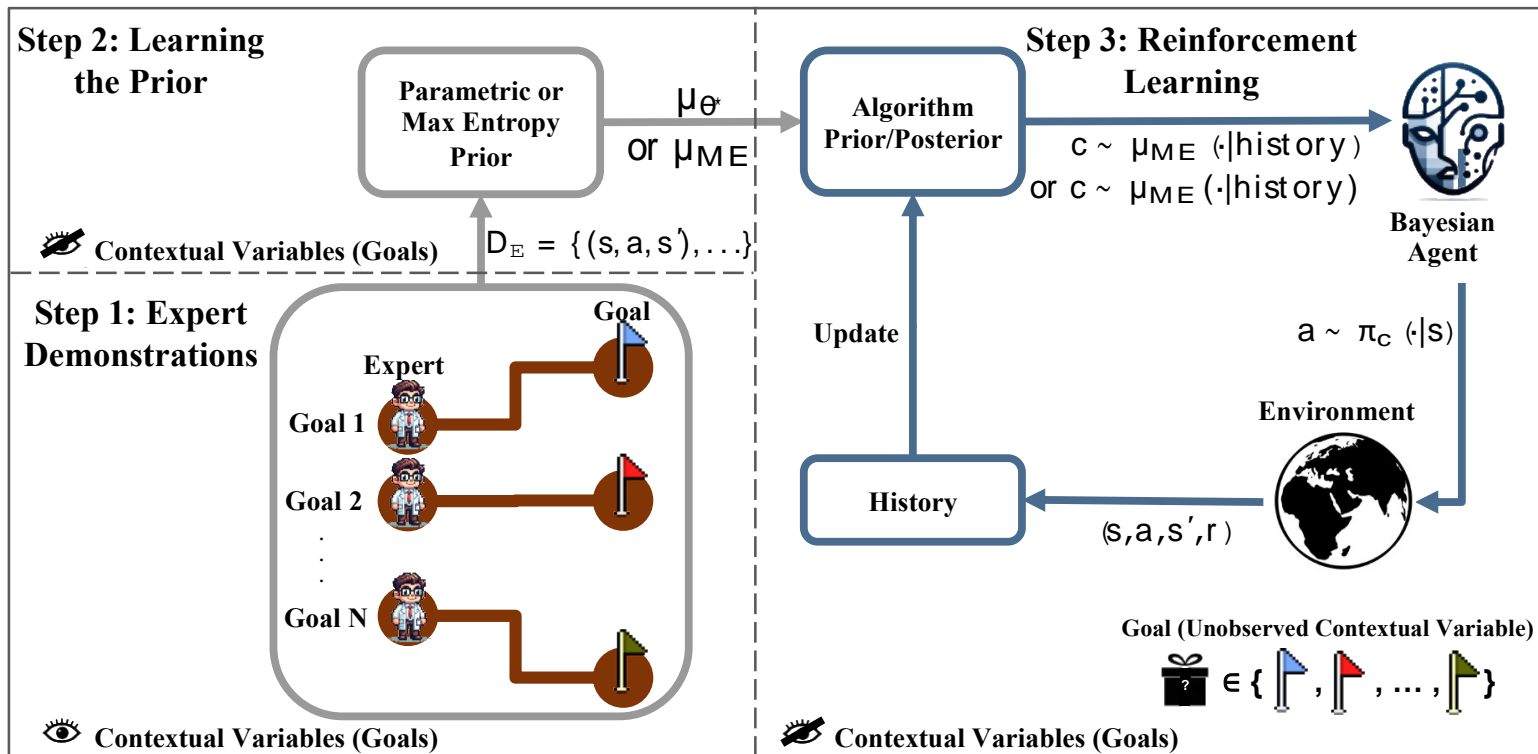 Step 2: Learning
the Prior
Parametric or
Max Entropy
Prior
μθ*
or μME
Contextual Variables (Goals)
DE = {(s, a, s′), . . .}
Step 1: Expert
Demonstrations
Goal
Expert
Goal 1
Goal 2
. . . .
Goal N
Contextual Variables (Goals)
Step 3: Reinforcement
Learning
Algorithm
Prior/Posterior
c ~ μME (·|history)
or c ~ μME (·|history)
Bayesian
Agent
Update
a ~ πc (·|s)
Environment
History
(s,a,s′,r)
Goal (Unobserved Contextual Variable)
? ∈ { , , ... , }
Contextual Variables (Goals)